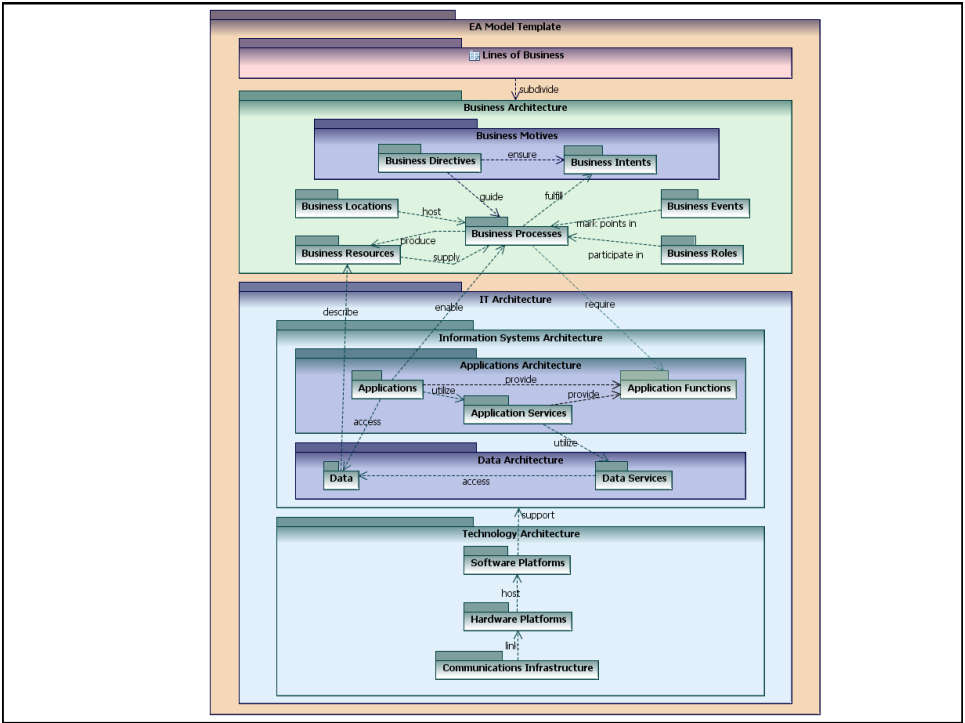 EA Model Template
Lines of Business
subdivide
Business Architecture
Business Motives
Business Directives
ensure
Business Intents
guide
fulfill
Business Locations
host
Business Events
mark points in
Business Processes
produce
Business Resources
supply
participate in
Business Roles
IT Architecture
describe
enable
require
Information Systems Architecture
Applications Architecture
Applications
provide
Application Functions
utilize
provide
Application Services
access
utilize
Data Architecture
Data
access
Data Services
support
Technology Architecture
Software Platforms
host
Hardware Platforms
link
Communications Infrastructure